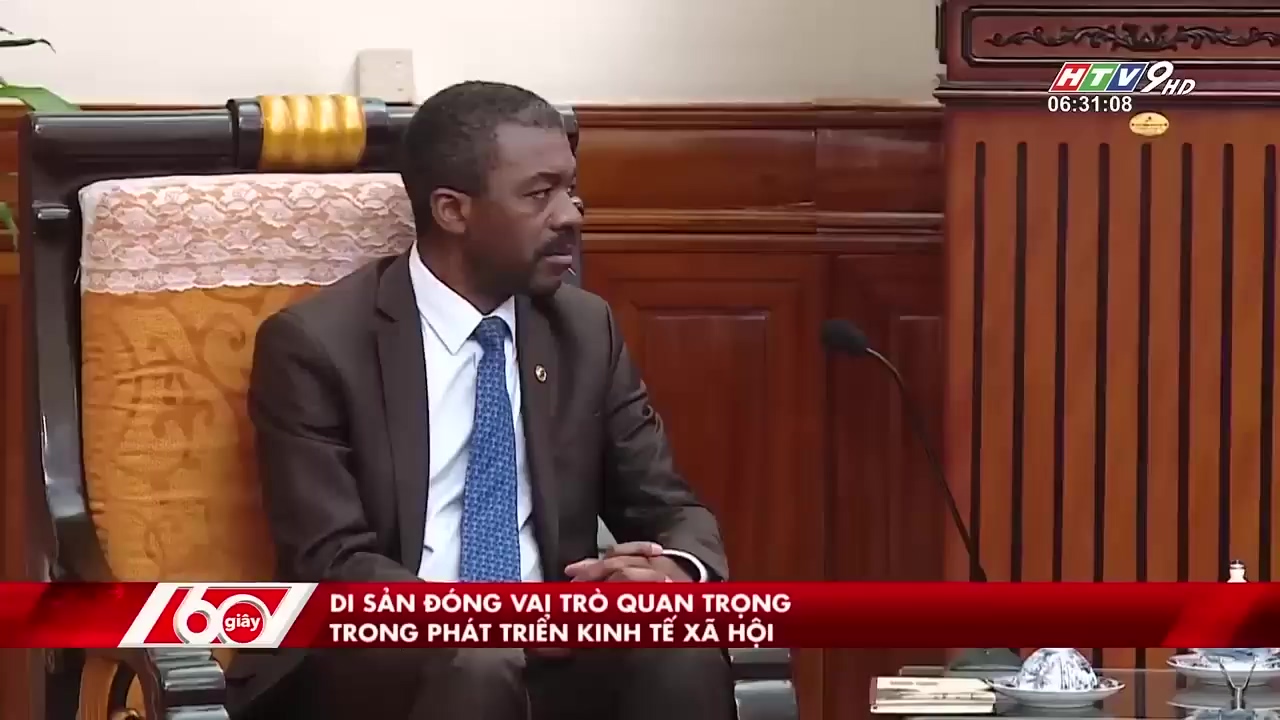 HTV9HD
06:31:08
60 giây
DI SẢN ĐÓNG VAI TRÒ QUAN TRỌNG
TRONG PHÁT TRIỂN KINH TẾ XÃ HỘI